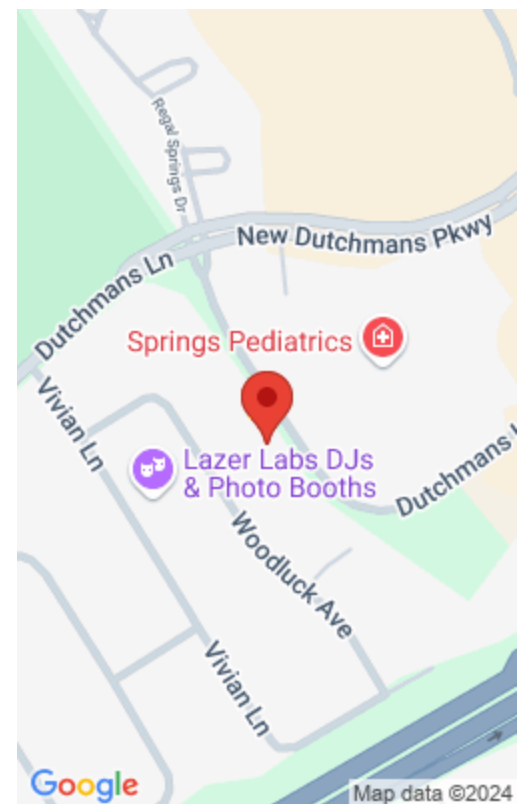 Regal Springs Dr
New Dutchmans Pkwy
Dutchmans Ln
Springs Pediatrics
Vivian Ln
Lazer Labs DJs
& Photo Booths
Dutchmans L
Woodluck Ave
Vivian Ln
Google
Map data ©2024